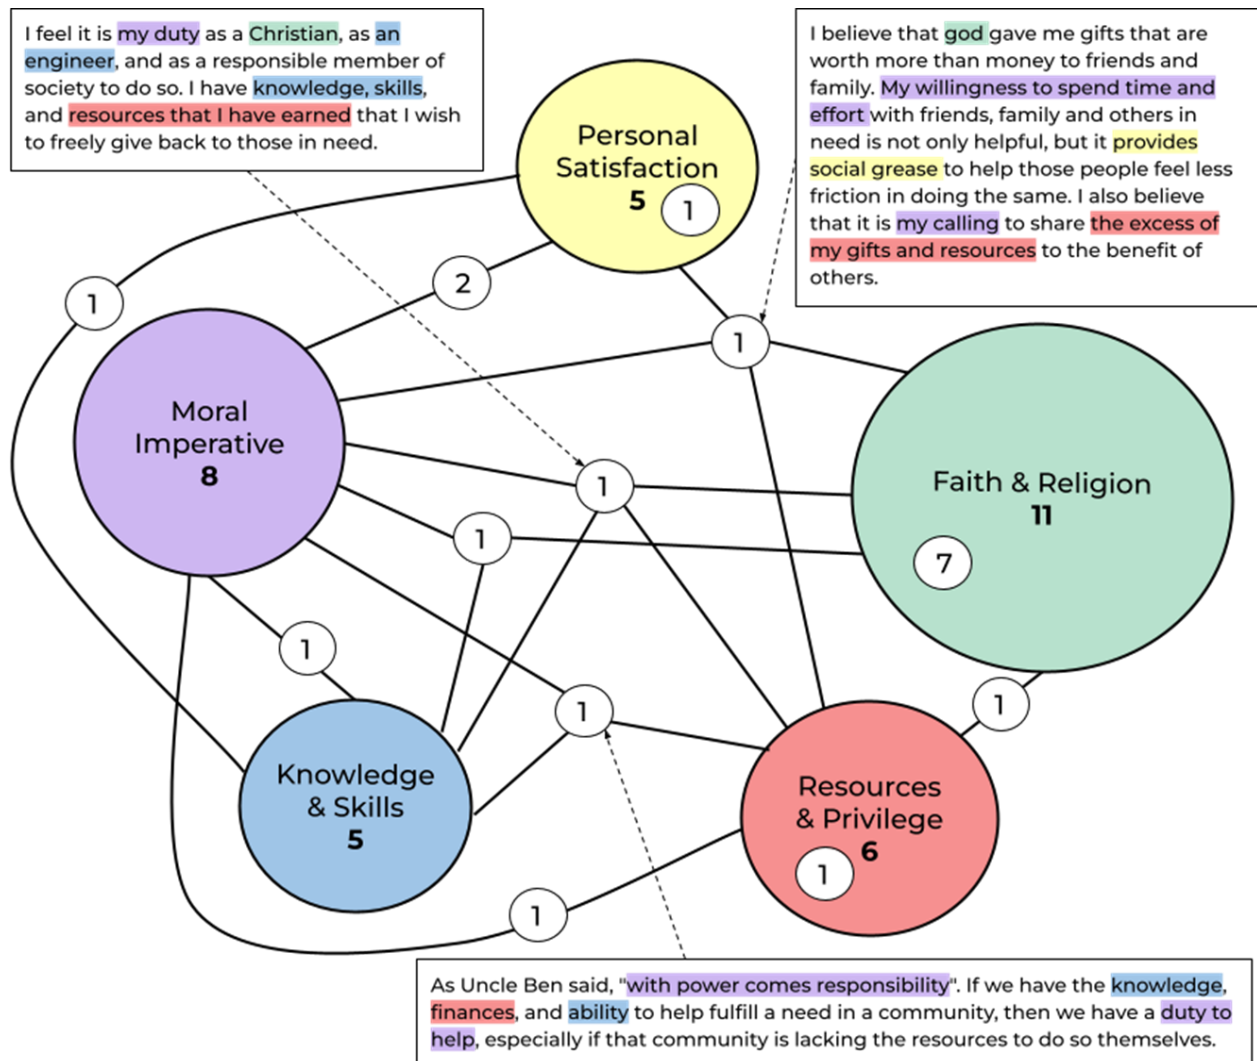 I feel it is my duty as a Christian, as an
engineer, and as a responsible member of
society to do so. I have knowledge, skills,
and resources that I have earned that I wish
to freely give back to those in need.
I believe that god gave me gifts that are
worth more than money to friends and
family. My willingness to spend time and
effort with friends, family and others in
need is not only helpful, but it provides
social grease to help those people feel less
friction in doing the same. I also believe
that it is my calling to share the excess of
my gifts and resources to the benefit of
others.
Personal
Satisfaction
5
1
1
2
1
Moral
Imperative
8
1
1
Faith & Religion
11
7
1
1
1
Knowledge
& Skills
5
Resources
& Privilege
6
1
1
As Uncle Ben said, "with power comes responsibility". If we have the knowledge,
finances, and ability to help fulfill a need in a community, then we have a duty to
help, especially if that community is lacking the resources to do so themselves.